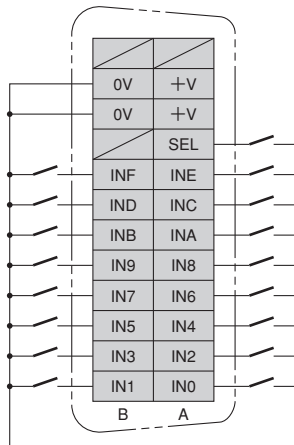 0V +V
0V +V
SEL
INF INE
IND INC
INB INA
IN9 IN8
IN7 IN6
IN5 IN4
IN3 IN2
IN1 IN0
B A